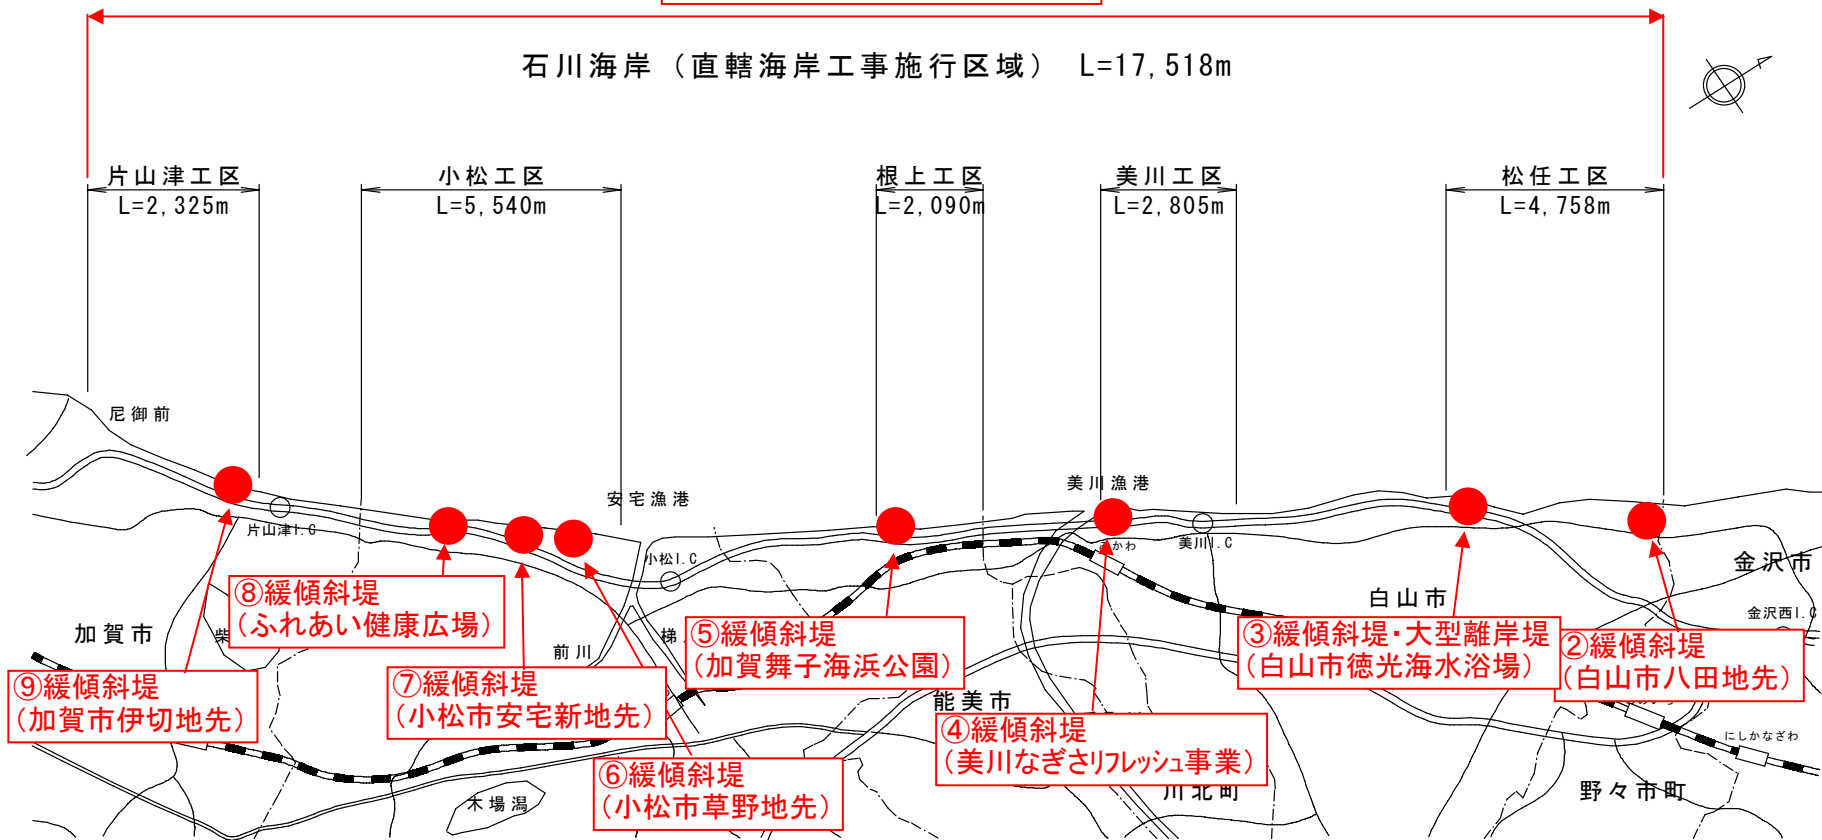 石川海岸（直轄海岸工事施行区域） L=17,518m
片山津工区
L=2,325m
小松工区
L=5,540m
根上工区
L=2,090m
美川工区
L=2,805m
松任工区
L=4,758m
尼御前
片山津I.C
安宅漁港
小松I.C
美川漁港
美川I.C
かわ
金沢市
金沢西I.C
白山市
加賀市
柴
前川
梯
能美市
川北町
野々市町
にしかなざわ
木場潟
⑧緩傾斜堤
（ふれあい健康広場）
⑨緩傾斜堤
（加賀市伊切地先）
⑦緩傾斜堤
（小松市安宅新地先）
⑥緩傾斜堤
（小松市草野地先）
⑤緩傾斜堤
（加賀舞子海浜公園）
④緩傾斜堤
（美川なぎさリフレッシュ事業）
③緩傾斜堤・大型離岸堤
（白山市徳光海水浴場）
②緩傾斜堤
（白山市八田地先）